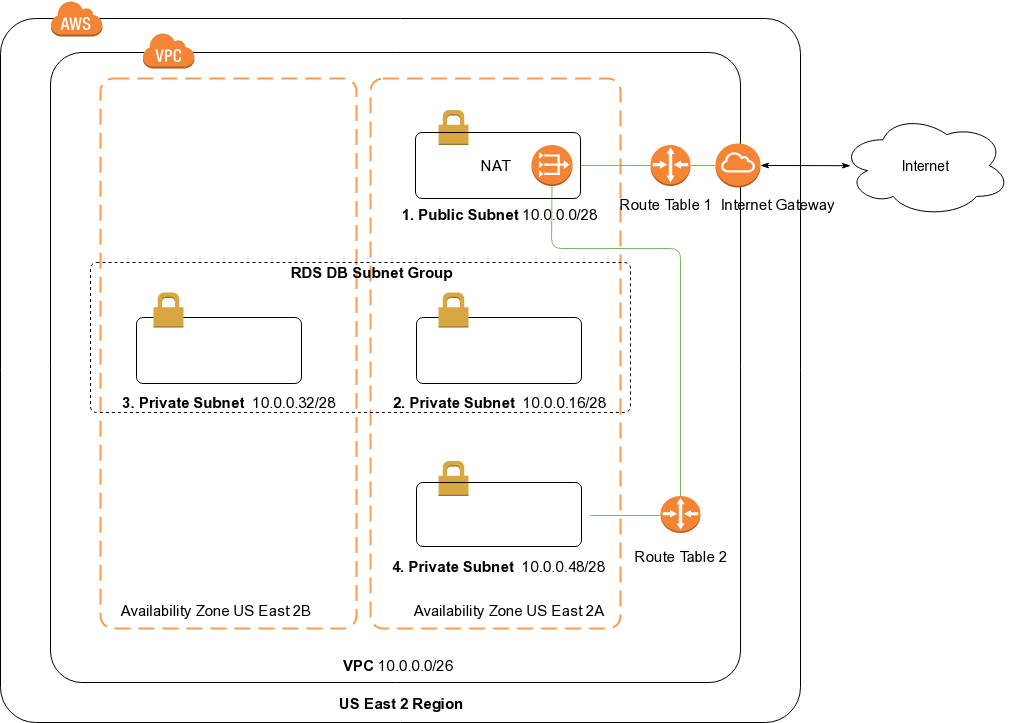 AWS
VPC
NAT
1. Public Subnet 10.0.0.0/28
Route Table 1
Internet Gateway
Internet
RDS DB Subnet Group
3. Private Subnet 10.0.0.32/28
2. Private Subnet 10.0.0.16/28
4. Private Subnet 10.0.0.48/28
Route Table 2
Availability Zone US East 2B
Availability Zone US East 2A
VPC 10.0.0.0/26
US East 2 Region